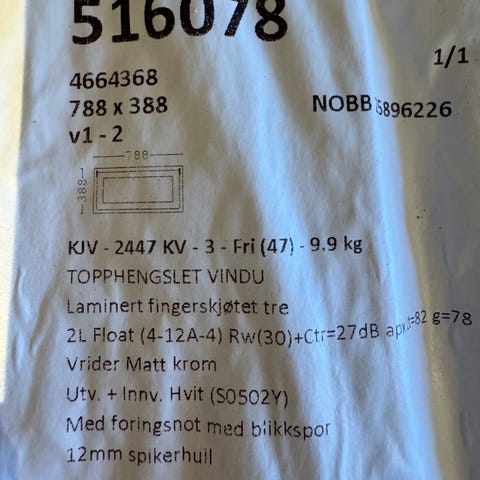 516078
1/1
4664368
788 x 388
NOBB 5896226
v1 - 2
788
388
KJV - 2447 KV - 3 - Fri (47) - 9.9 kg
TOPPHENGSLET VINDU
Laminert fingerskjøtet tre
2L Float (4-12A-4) Rw(30)+Ctr=27dB Lt=82 g=78
Vrider Matt krom
Utv. + Innv. Hvit (S0502Y)
Med foringsnot med blikkspor
12mm spikerhull